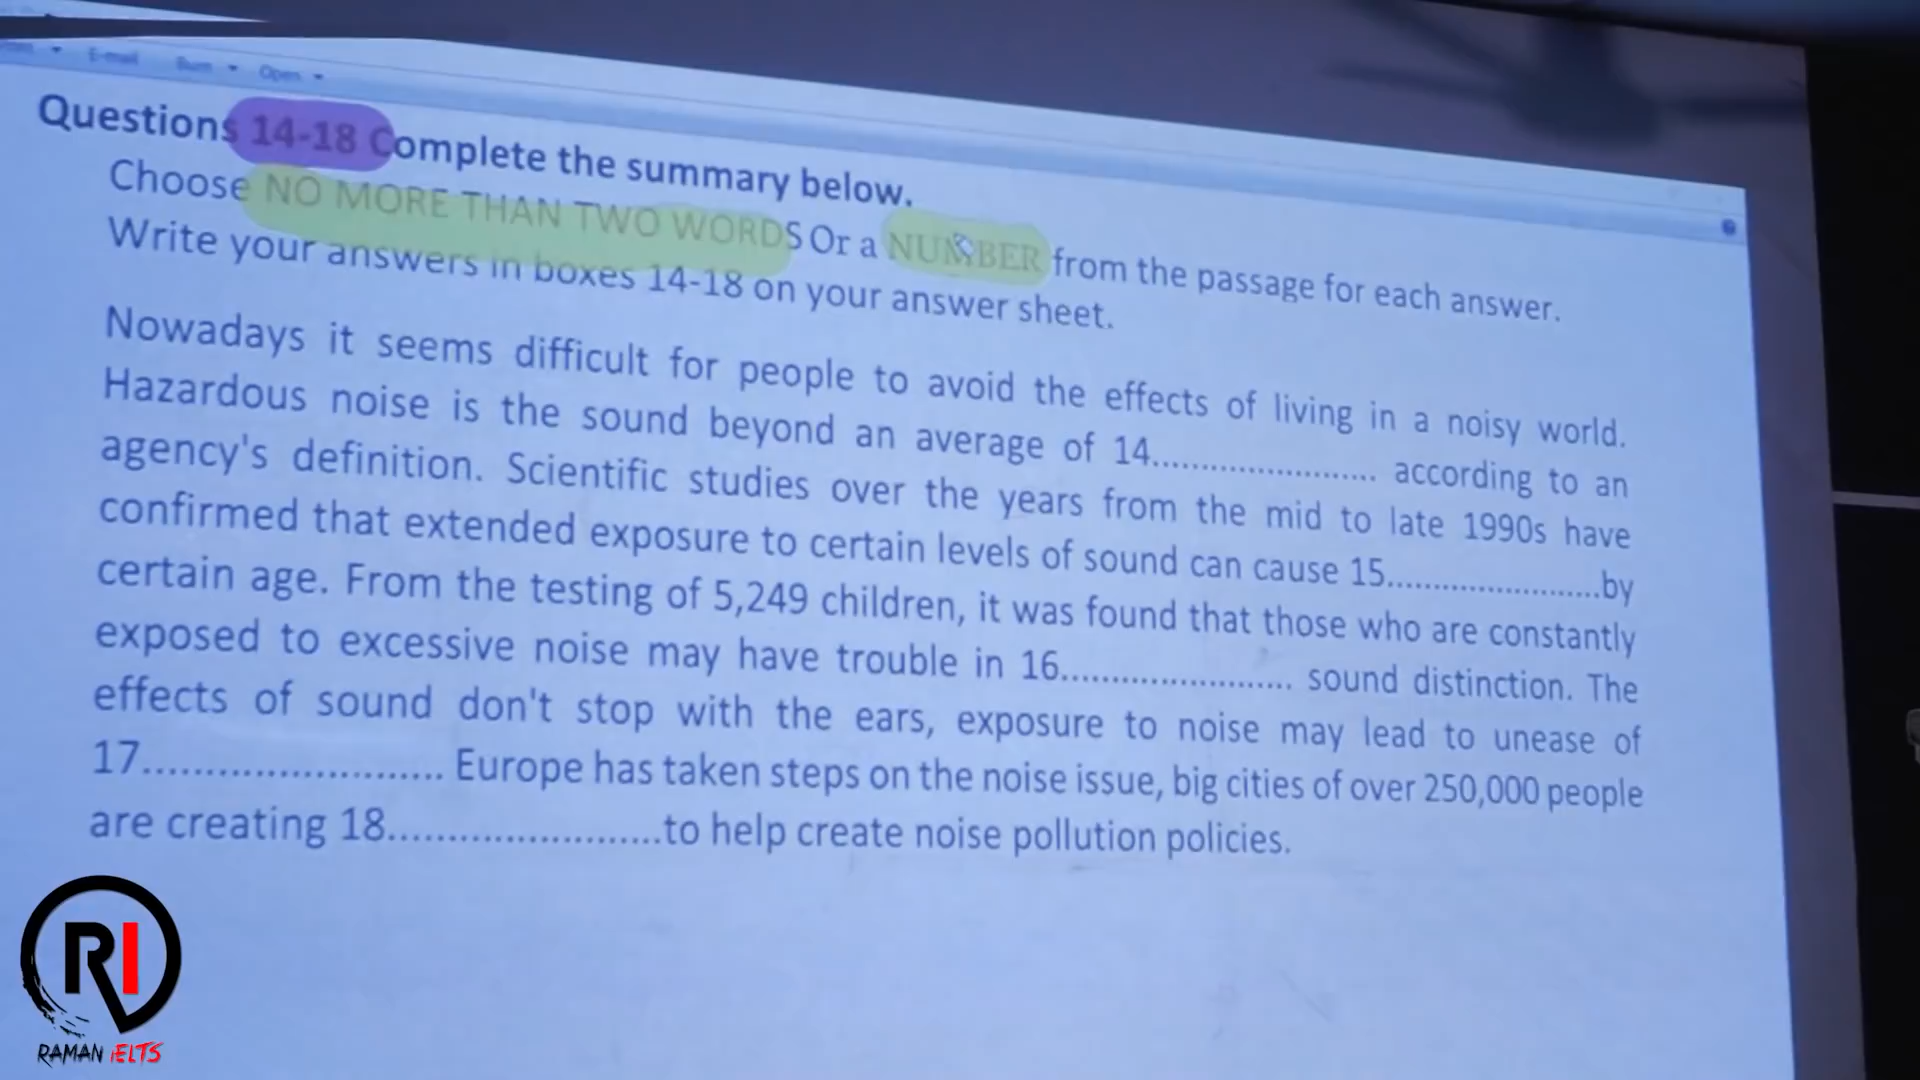 E-mail Burn Open
Questions 14-18 Complete the summary below.
Choose NO MORE THAN TWO WORDS Or a NUMBER from the passage for each answer.
Write your answers in boxes 14-18 on your answer sheet.
Nowadays it seems difficult for people to avoid the effects of living in a noisy world.
Hazardous noise is the sound beyond an average of 14........................ according to an
agency's definition. Scientific studies over the years from the mid to late 1990s have
confirmed that extended exposure to certain levels of sound can cause 15........................by
certain age. From the testing of 5,249 children, it was found that those who are constantly
exposed to excessive noise may have trouble in 16........................ sound distinction. The
effects of sound don't stop with the ears, exposure to noise may lead to unease of
17........................ Europe has taken steps on the noise issue, big cities of over 250,000 people
are creating 18........................to help create noise pollution policies.
RI
RAMAN iELTS